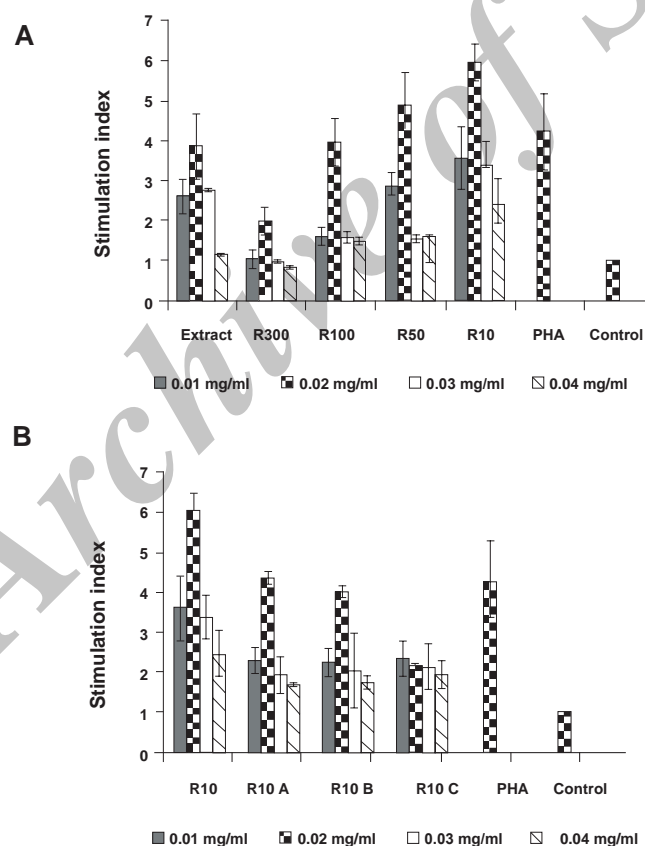 A
Stimulation index
7
6
5
4
3
2
1
0
Extract R300 R100 R50 R10 PHA Control
0.01 mg/ml 0.02 mg/ml 0.03 mg/ml 0.04 mg/ml
B
Stimulation index
7
6
5
4
3
2
1
0
R10 R10 A R10 B R10 C PHA Control
0.01 mg/ml 0.02 mg/ml 0.03 mg/ml 0.04 mg/ml
Archive of S